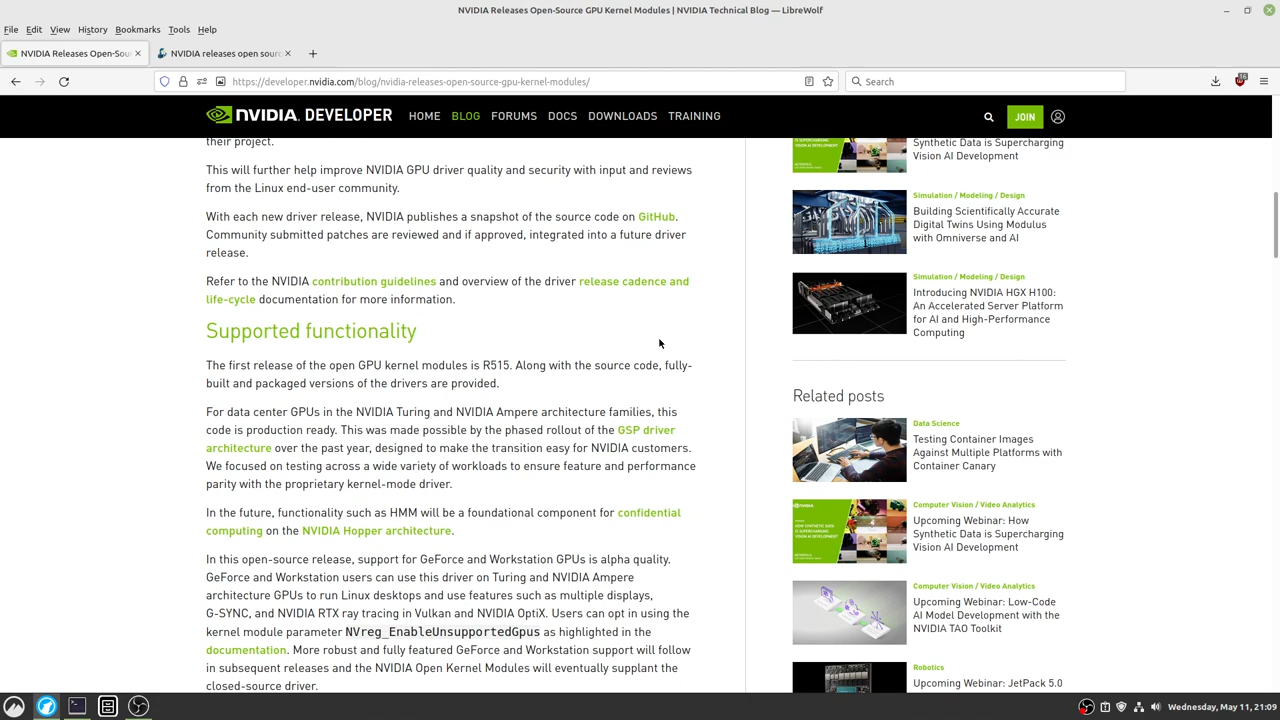 NVIDIA Releases Open-Source GPU Kernel Modules | NVIDIA Technical Blog — LibreWolf
File Edit View History Bookmarks Tools Help
NVIDIA Releases Open-Sou
NVIDIA releases open sour
https://developer.nvidia.com/blog/nvidia-releases-open-source-gpu-kernel-modules/
Search
NVIDIA. DEVELOPER HOME BLOG FORUMS DOCS DOWNLOADS TRAINING JOIN
their project.
This will further help improve NVIDIA GPU driver quality and security with input and reviews
from the Linux end-user community.
With each new driver release, NVIDIA publishes a snapshot of the source code on GitHub.
Community submitted patches are reviewed and if approved, integrated into a future driver
release.
Refer to the NVIDIA contribution guidelines and overview of the driver release cadence and
life-cycle documentation for more information.
Supported functionality
The first release of the open GPU kernel modules is R515. Along with the source code, fully-
built and packaged versions of the drivers are provided.
For data center GPUs in the NVIDIA Turing and NVIDIA Ampere architecture families, this
code is production ready. This was made possible by the phased rollout of the GSP driver
architecture over the past year, designed to make the transition easy for NVIDIA customers.
We focused on testing across a wide variety of workloads to ensure feature and performance
parity with the proprietary kernel-mode driver.
In the future, functionality such as HMM will be a foundational component for confidential
computing on the NVIDIA Hopper architecture.
In this open-source release, support for GeForce and Workstation GPUs is alpha quality.
GeForce and Workstation users can use this driver on Turing and NVIDIA Ampere
architecture GPUs to run Linux desktops and use features such as multiple displays,
G-SYNC, and NVIDIA RTX ray tracing in Vulkan and NVIDIA OptiX. Users can opt in using the
kernel module parameter NVreg_EnableUnsupportedGpus as highlighted in the
documentation. More robust and fully featured GeForce and Workstation support will follow
in subsequent releases and the NVIDIA Open Kernel Modules will eventually supplant the
closed-source driver.
Synthetic Data is Supercharging
Vision AI Development
Simulation / Modeling / Design
Building Scientifically Accurate
Digital Twins Using Modulus
with Omniverse and AI
Simulation / Modeling / Design
Introducing NVIDIA HGX H100:
An Accelerated Server Platform
for AI and High-Performance
Computing
Related posts
Data Science
Testing Container Images
Against Multiple Platforms with
Container Canary
Computer Vision / Video Analytics
Upcoming Webinar: How
Synthetic Data is Supercharging
Vision AI Development
Computer Vision / Video Analytics
Upcoming Webinar: Low-Code
AI Model Development with the
NVIDIA TAO Toolkit
Robotics
Upcoming Webinar: JetPack 5.0
Wednesday, May 11, 21:09